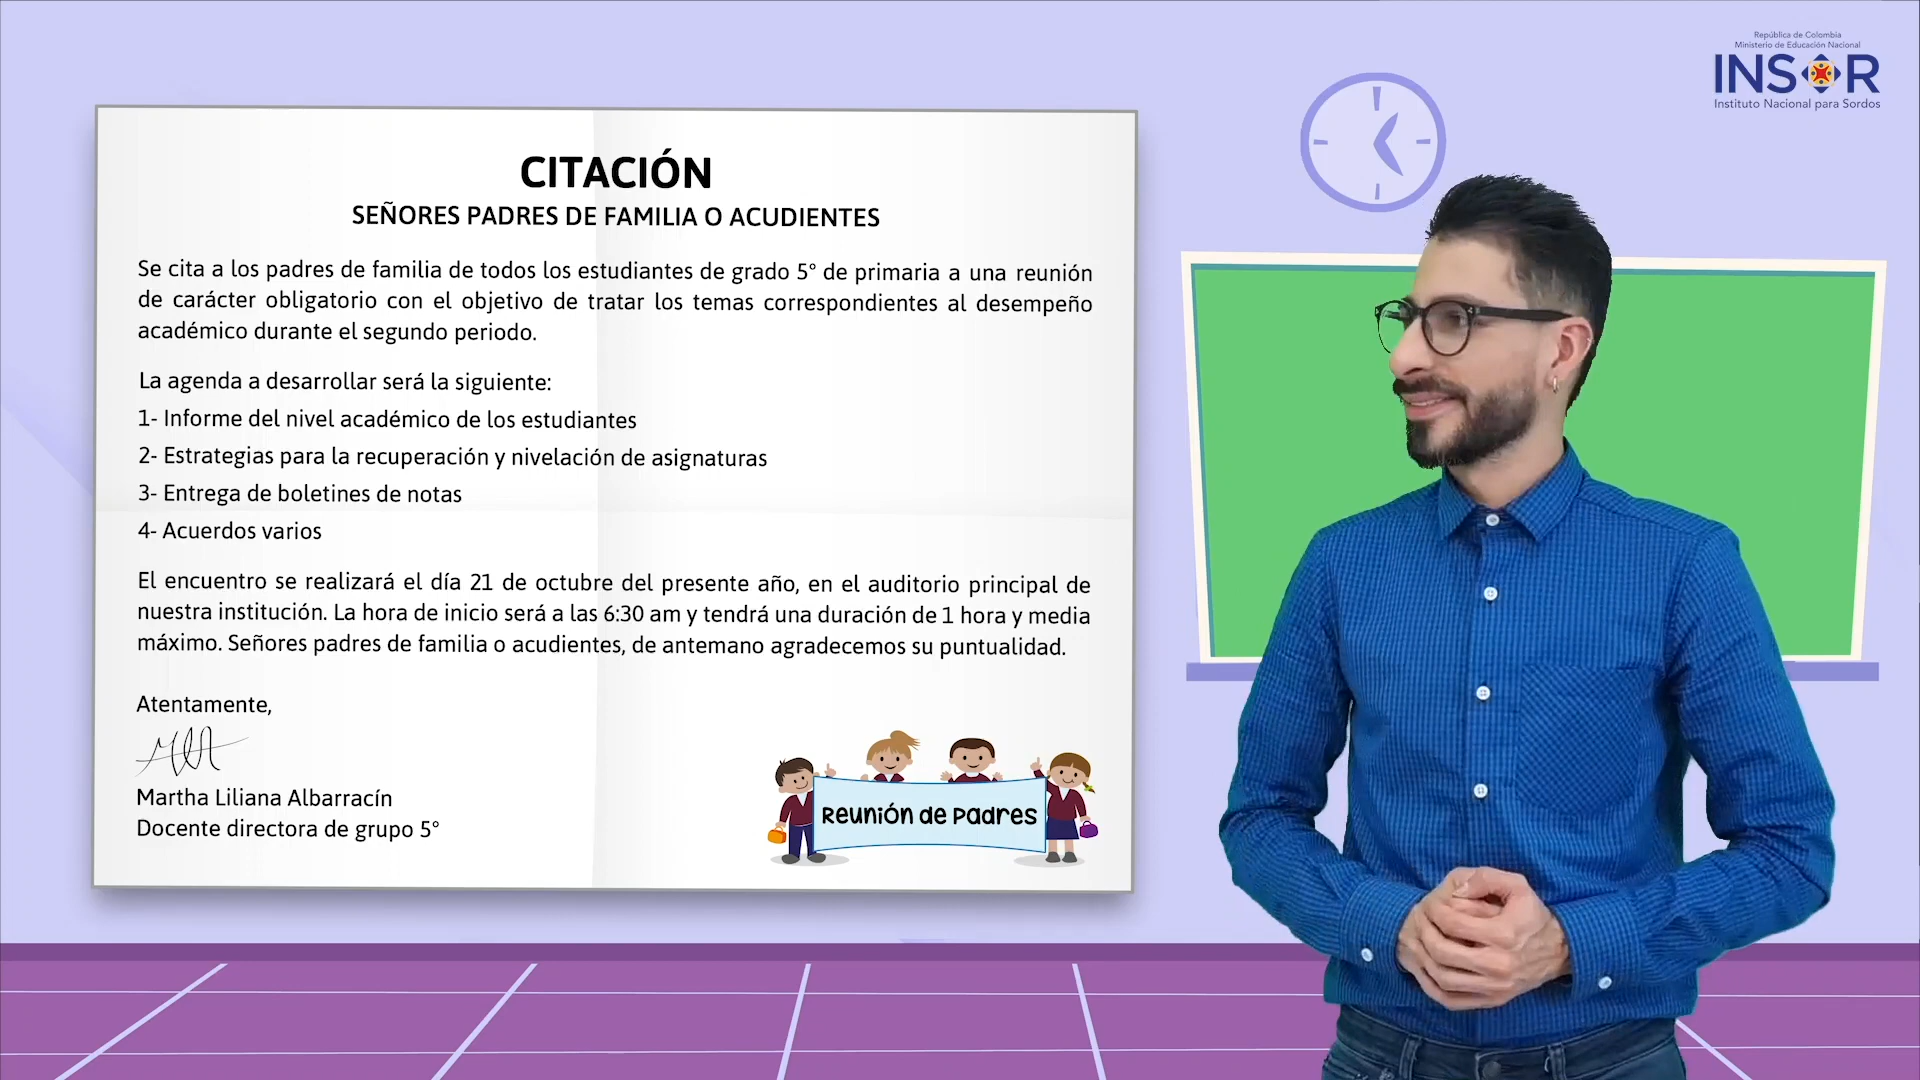 República de Colombia
Ministerio de Educación Nacional
INSOR
Instituto Nacional para Sordos
CITACIÓN
SEÑORES PADRES DE FAMILIA O ACUDIENTES
Se cita a los padres de familia de todos los estudiantes de grado 5° de primaria a una reunión
de carácter obligatorio con el objetivo de tratar los temas correspondientes al desempeño
académico durante el segundo periodo.
La agenda a desarrollar será la siguiente:
1- Informe del nivel académico de los estudiantes
2- Estrategias para la recuperación y nivelación de asignaturas
3- Entrega de boletines de notas
4- Acuerdos varios
El encuentro se realizará el día 21 de octubre del presente año, en el auditorio principal de
nuestra institución. La hora de inicio será a las 6:30 am y tendrá una duración de 1 hora y media
máximo. Señores padres de familia o acudientes, de antemano agradecemos su puntualidad.
Atentamente,
Martha Liliana Albarracín
Docente directora de grupo 5°
Reunión de Padres